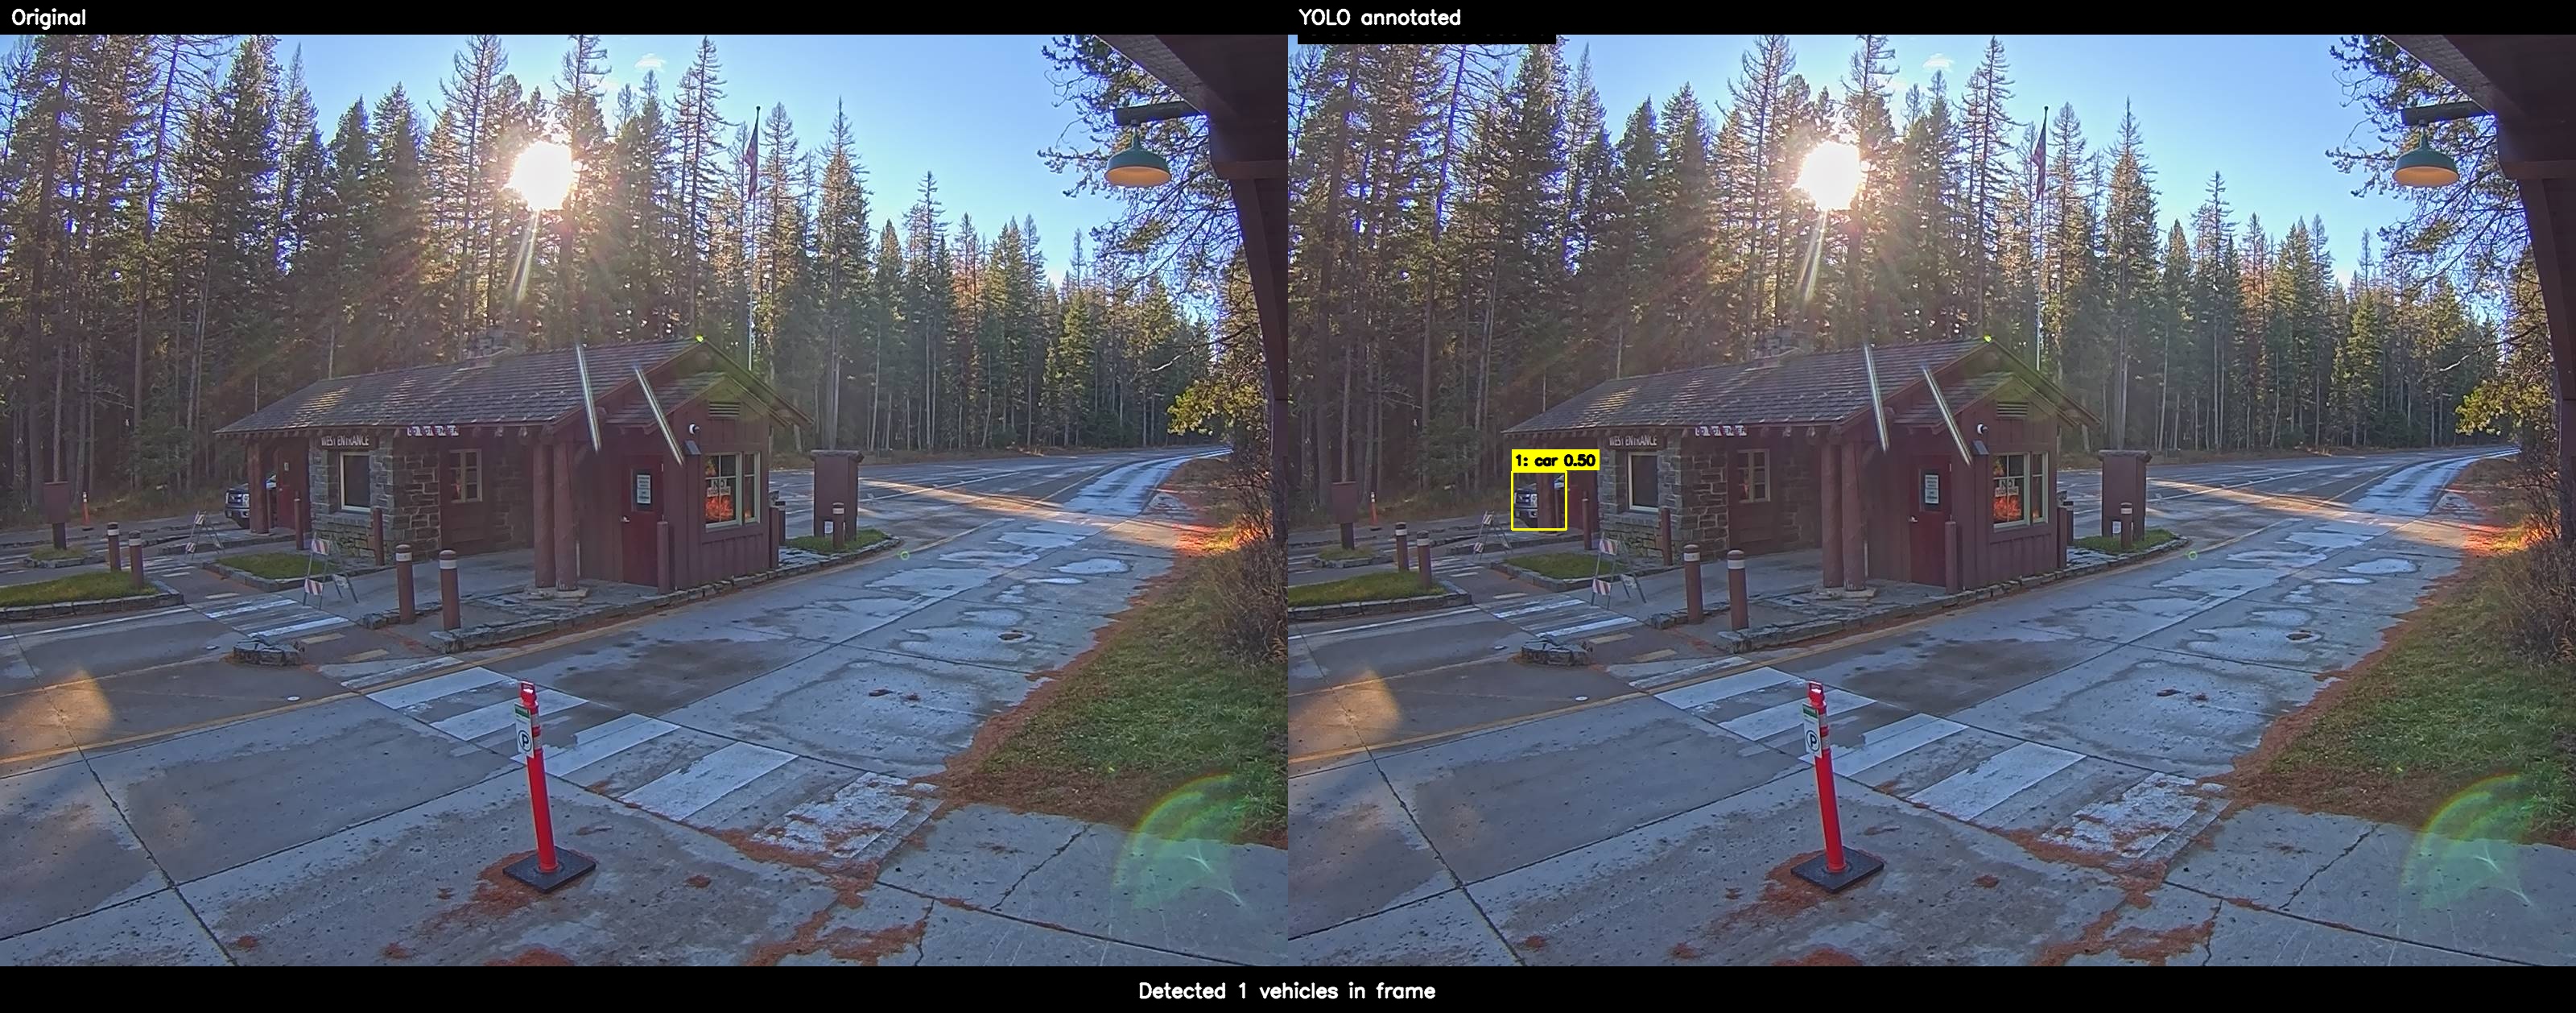 Original
YOLO annotated
WEST ENTRANCE
P
WEST ENTRANCE
1: car 0.50
P
Detected 1 vehicles in frame